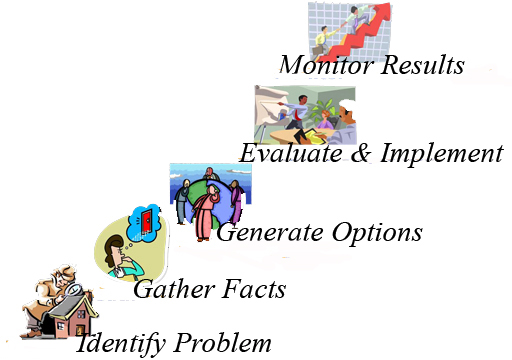 Monitor Results
Evaluate & Implement
Generate Options
Gather Facts
Identify Problem